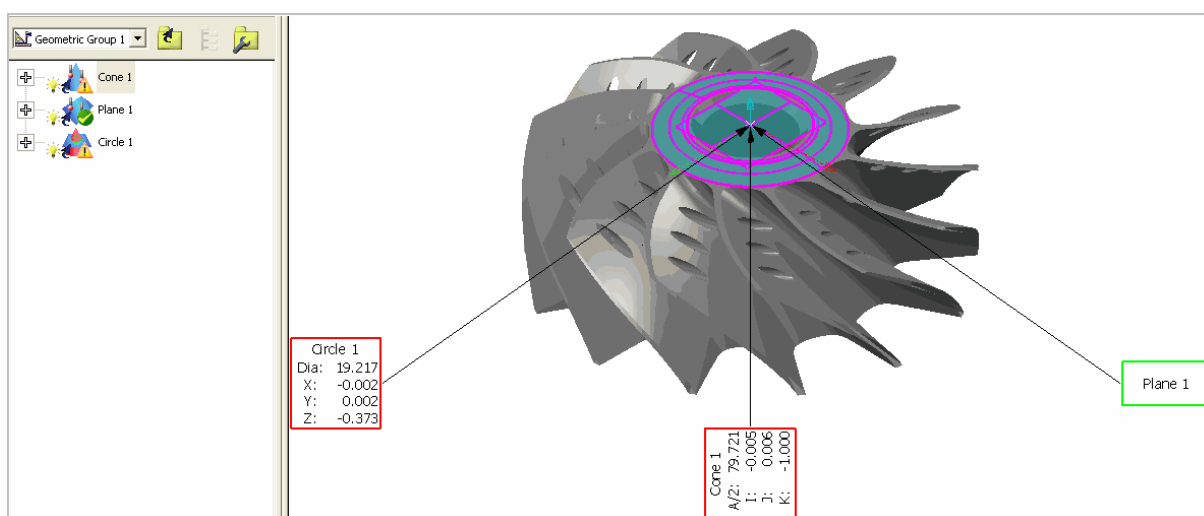 Geometric Group 1
Cone 1
Plane 1
Circle 1
Circle 1
Dia: 19.217
X: -0.002
Y: 0.002
Z: -0.373
Cone 1
A/2: 79.721
I: -0.005
J: 0.006
K: -1.000
Plane 1